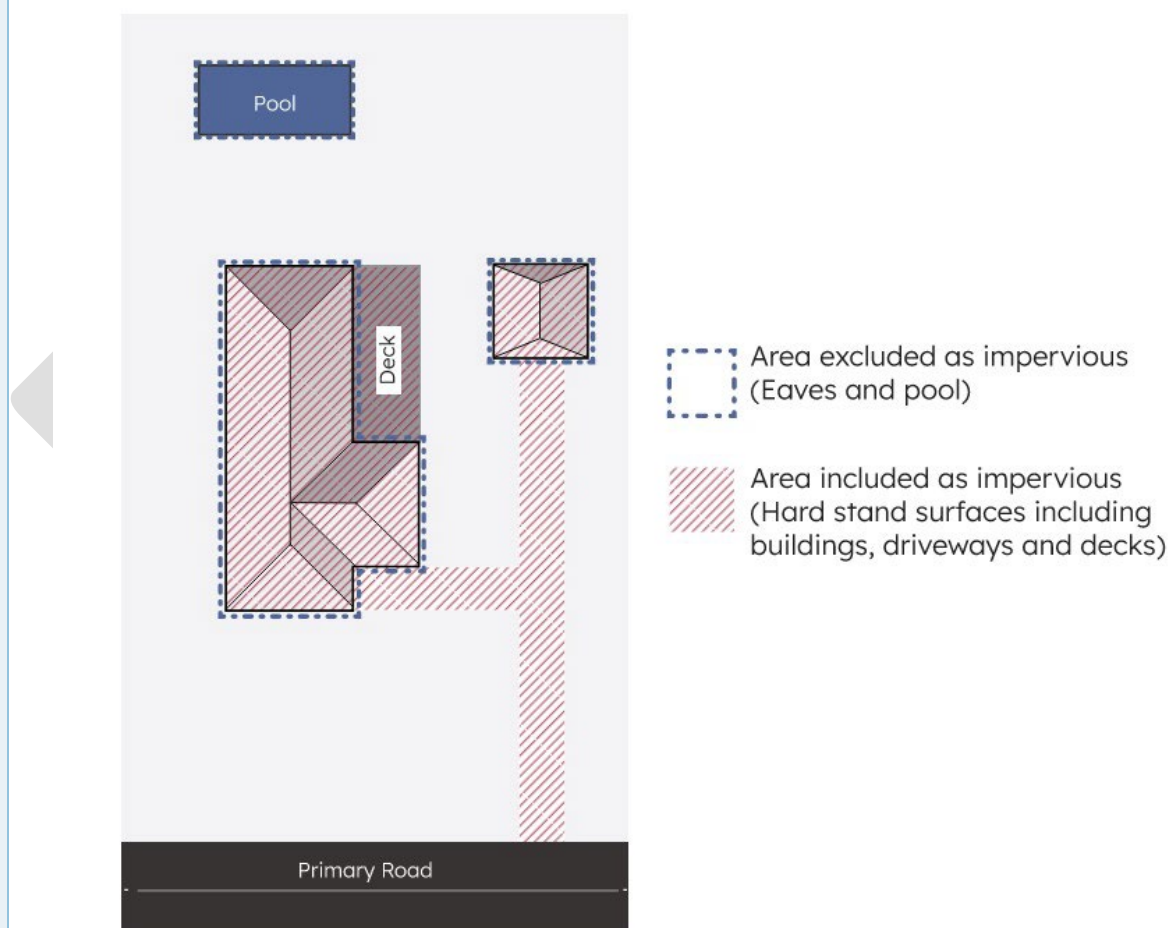 Pool
Deck
Area excluded as impervious
(Eaves and pool)
Area included as impervious
(Hard stand surfaces including
buildings, driveways and decks)
Primary Road